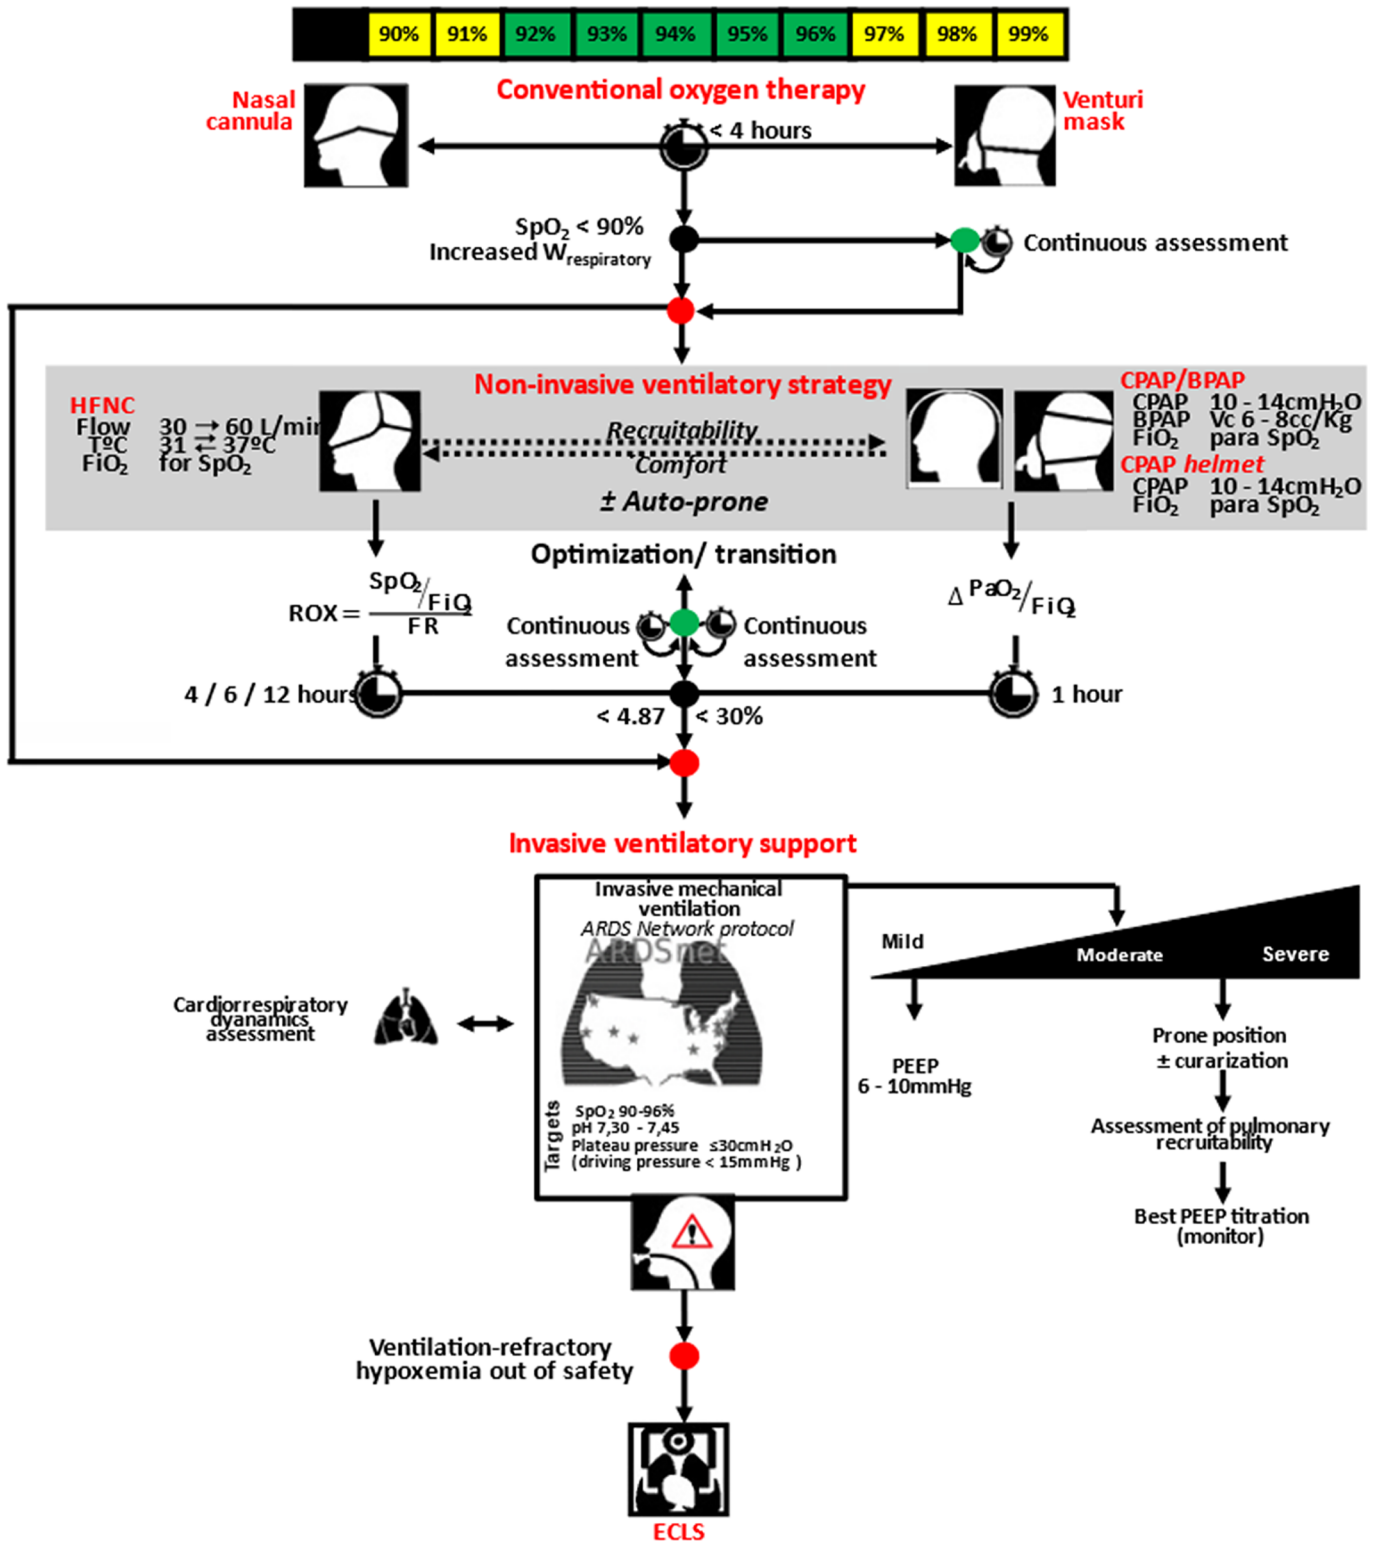 90% 91% 92% 93% 94% 95% 96% 97% 98% 99%
Conventional oxygen therapy
Nasal
cannula
Venturi
mask
< 4 hours
SpO₂ < 90%
Increased Wrespiratory
Continuous assessment
Non-invasive ventilatory strategy
HFNC
Flow 30 → 60 L/min
TºC 31 ⇄ 37ºC
FiO₂ for SpO₂
Recruitability
Comfort
± Auto-prone
CPAP/BPAP
CPAP 10 - 14cmH₂O
BPAP Vc 6 - 8cc/Kg
FiO₂ para SpO₂
CPAP helmet
CPAP 10 - 14cmH₂O
FiO₂ para SpO₂
Optimization/ transition
ROX = SpO₂/FiO₂
FR
Δ PaO₂/FiO₂
Continuous
assessment
Continuous
assessment
4 / 6 / 12 hours
1 hour
< 4.87
< 30%
Invasive ventilatory support
Invasive mechanical
ventilation
ARDS Network protocol
ARDSnet
Targets
SpO₂ 90-96%
pH 7,30 - 7,45
Plateau pressure ≤30cmH₂O
(driving pressure < 15mmHg )
Cardiorrespiratory
dyanamics
assessment
Mild
Moderate
Severe
PEEP
6 - 10mmHg
Prone position
± curarization
Assessment of pulmonary
recruitability
Best PEEP titration
(monitor)
!
Ventilation-refractory
hypoxemia out of safety
ECLS